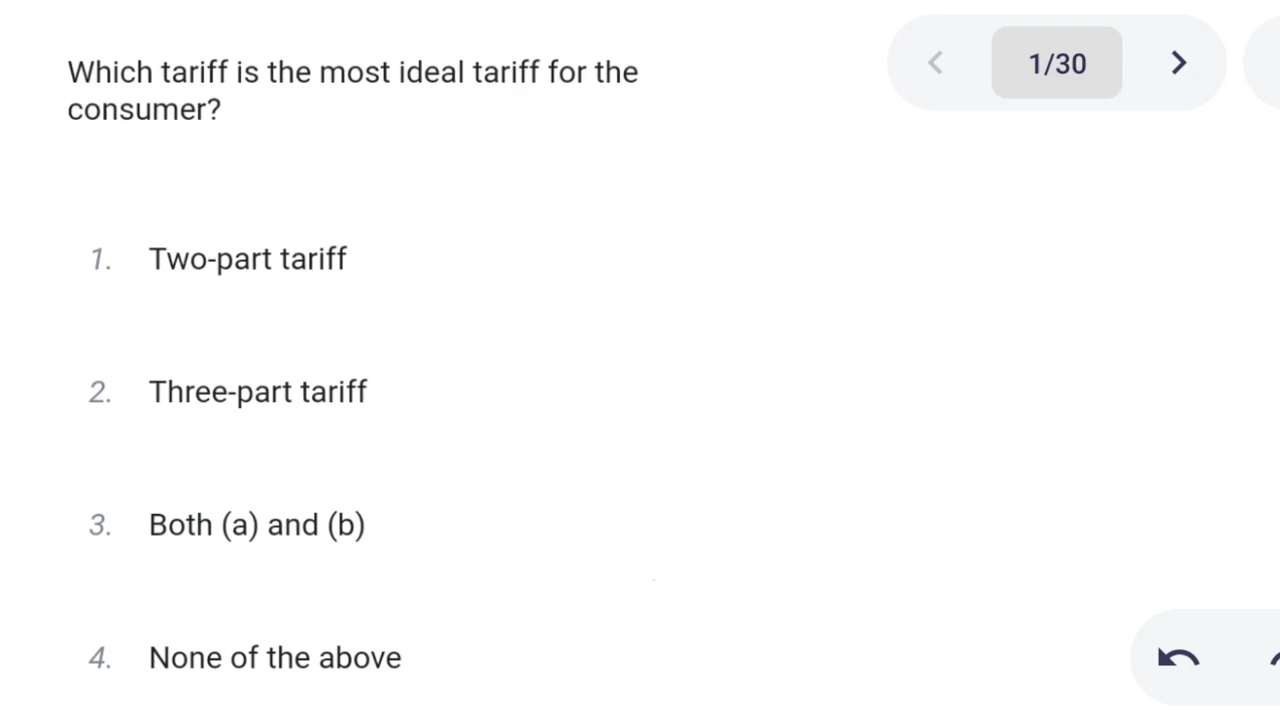 Which tariff is the most ideal tariff for the
consumer?
1/30
1. Two-part tariff
2. Three-part tariff
3. Both (a) and (b)
4. None of the above